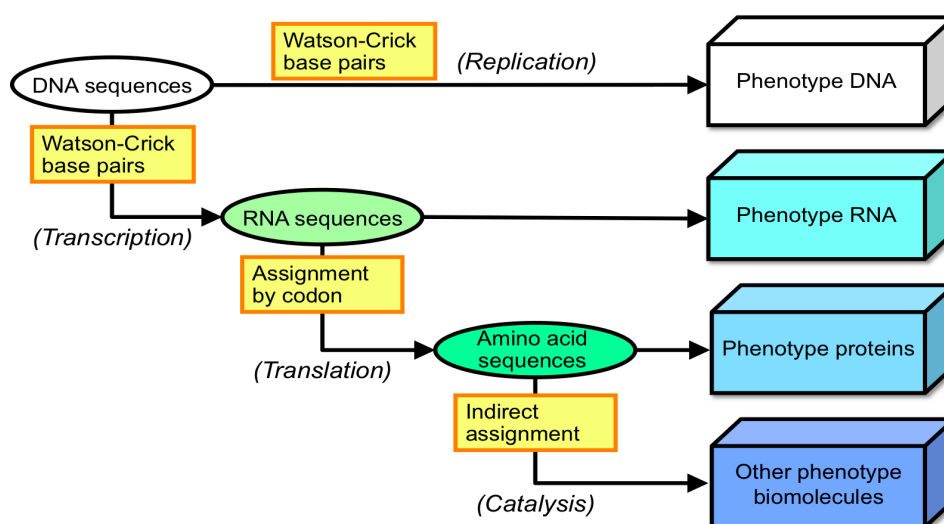 Watson-Crick
base pairs
(Replication)
Phenotype DNA
DNA sequences
Watson-Crick
base pairs
RNA sequences
Phenotype RNA
(Transcription)
Assignment
by codon
Amino acid
sequences
Phenotype proteins
(Translation)
Indirect
assignment
Other phenotype
biomolecules
(Catalysis)